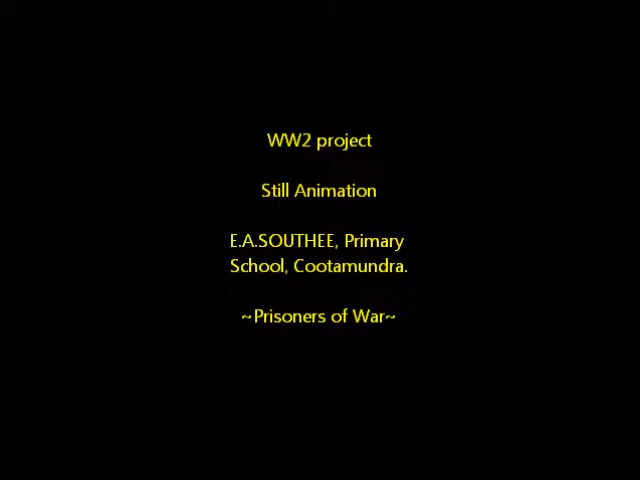 WW2 project
Still Animation
E.A.SOUTHEE, Primary
School, Cootamundra.
~Prisoners of War~